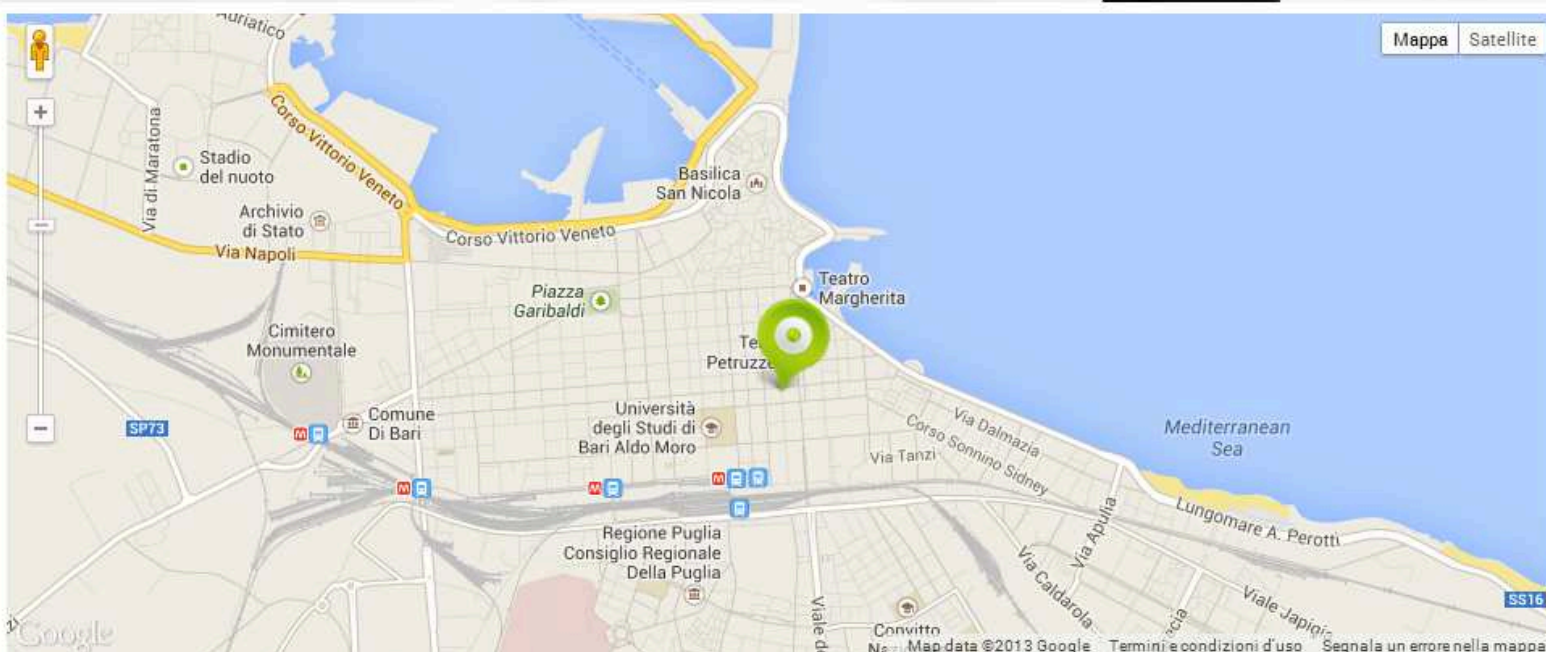 Adriatico
Mappa
Satellite
+
Corso Vittorio Veneto
Via di Maratona
Stadio
del nuoto
Basilica
San Nicola
Archivio
di Stato
Corso Vittorio Veneto
Via Napoli
Teatro
Margherita
Piazza
Garibaldi
Cimitero
Monumentale
Te
Petruzze
Università
degli Studi di
Bari Aldo Moro
Comune
Di Bari
SP73
M
M
M
M
Via Dalmazia
Corso Sonnino Sidney
Via Tanzi
Mediterranean
Sea
−
Lungomare A. Perotti
Via Apulia
Regione Puglia
Consiglio Regionale
Della Puglia
Via Caldarola
Viale Japigia
SS16
Viale de
Convitto
Google
Map data ©2013 Google
Termini e condizioni d'uso
Segnala un errore nella mappa